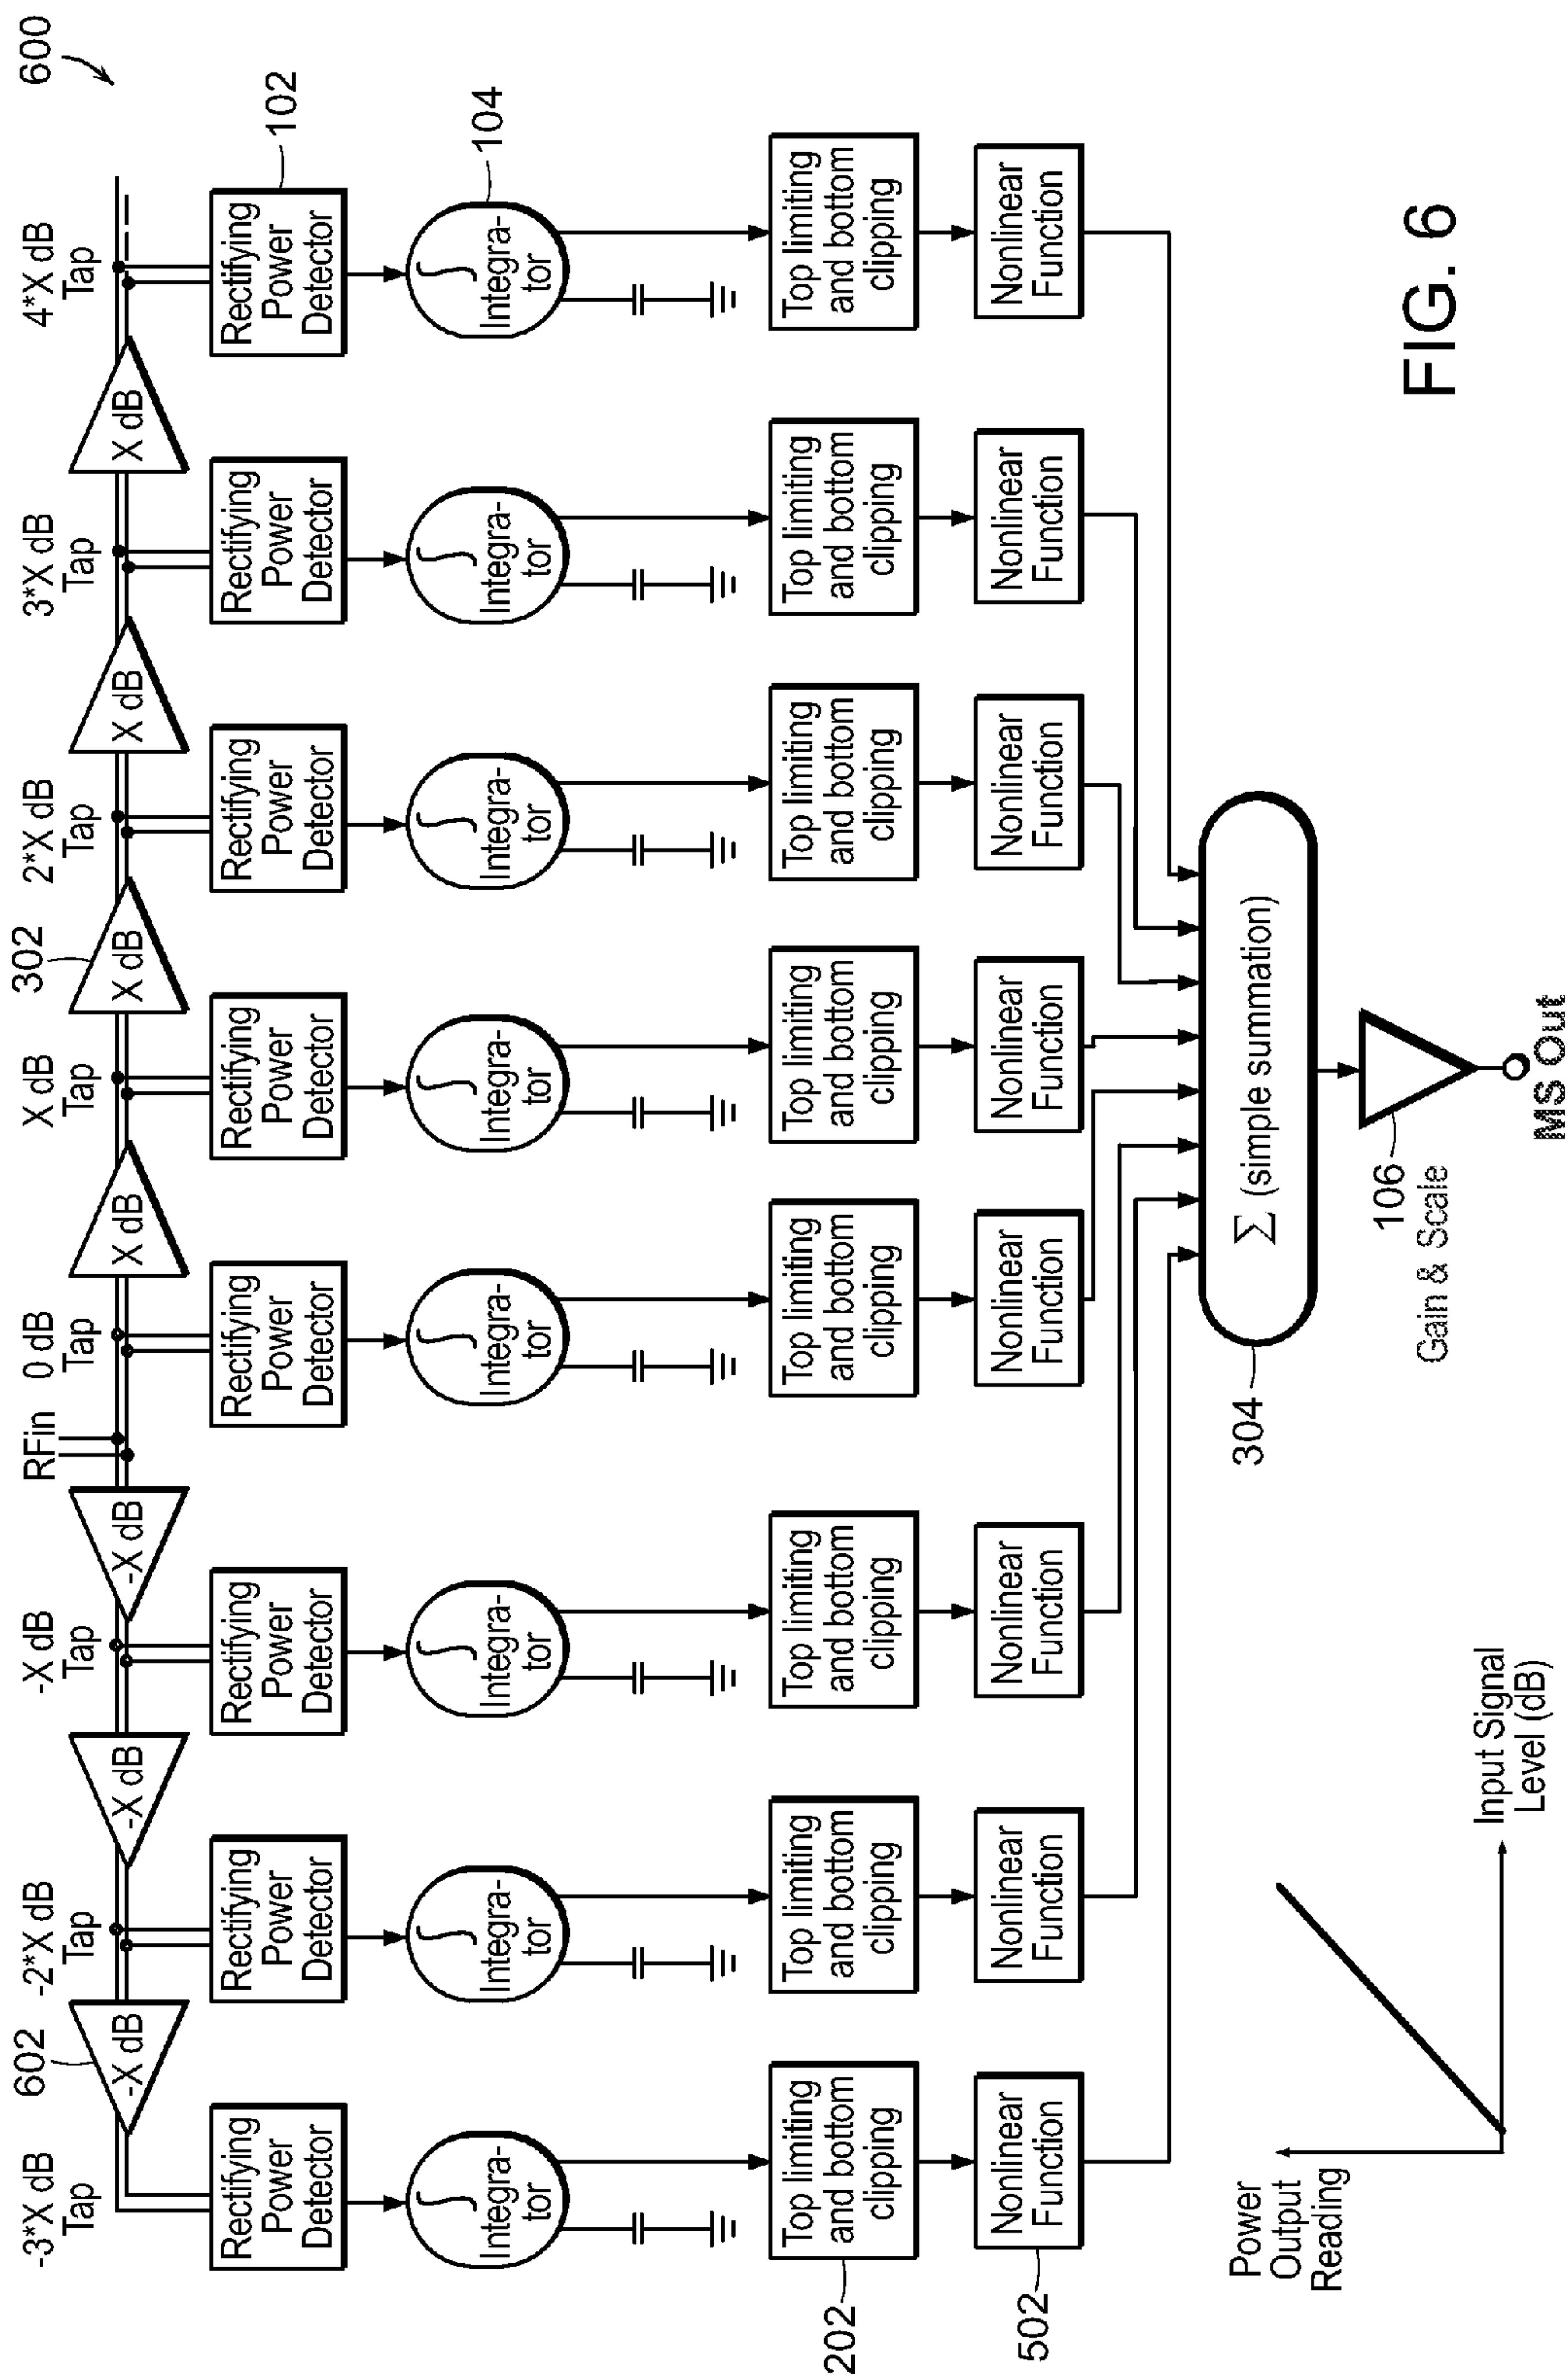 600
-3*X dB
Tap
-2*X dB
Tap
-X dB
Tap
RFin
0 dB
Tap
X dB
Tap
2*X dB
Tap
3*X dB
Tap
4*X dB
Tap
602
-X dB
-X dB
-X dB
X dB
302
X dB
X dB
X dB
Rectifying
Power
Detector
Rectifying
Power
Detector
Rectifying
Power
Detector
Rectifying
Power
Detector
Rectifying
Power
Detector
Rectifying
Power
Detector
Rectifying
Power
Detector
Rectifying
Power
Detector
102
∫
Integra-
tor
∫
Integra-
tor
∫
Integra-
tor
∫
Integra-
tor
∫
Integra-
tor
∫
Integra-
tor
∫
Integra-
tor
∫
Integra-
tor
104
202
Top limiting
and bottom
clipping
Top limiting
and bottom
clipping
Top limiting
and bottom
clipping
Top limiting
and bottom
clipping
Top limiting
and bottom
clipping
Top limiting
and bottom
clipping
Top limiting
and bottom
clipping
Top limiting
and bottom
clipping
502
Nonlinear
Function
Nonlinear
Function
Nonlinear
Function
Nonlinear
Function
Nonlinear
Function
Nonlinear
Function
Nonlinear
Function
Nonlinear
Function
304
Σ (simple summation)
106
Gain & Scale
MS Out
Power
Output
Reading
Input Signal
Level (dB)
FIG. 6